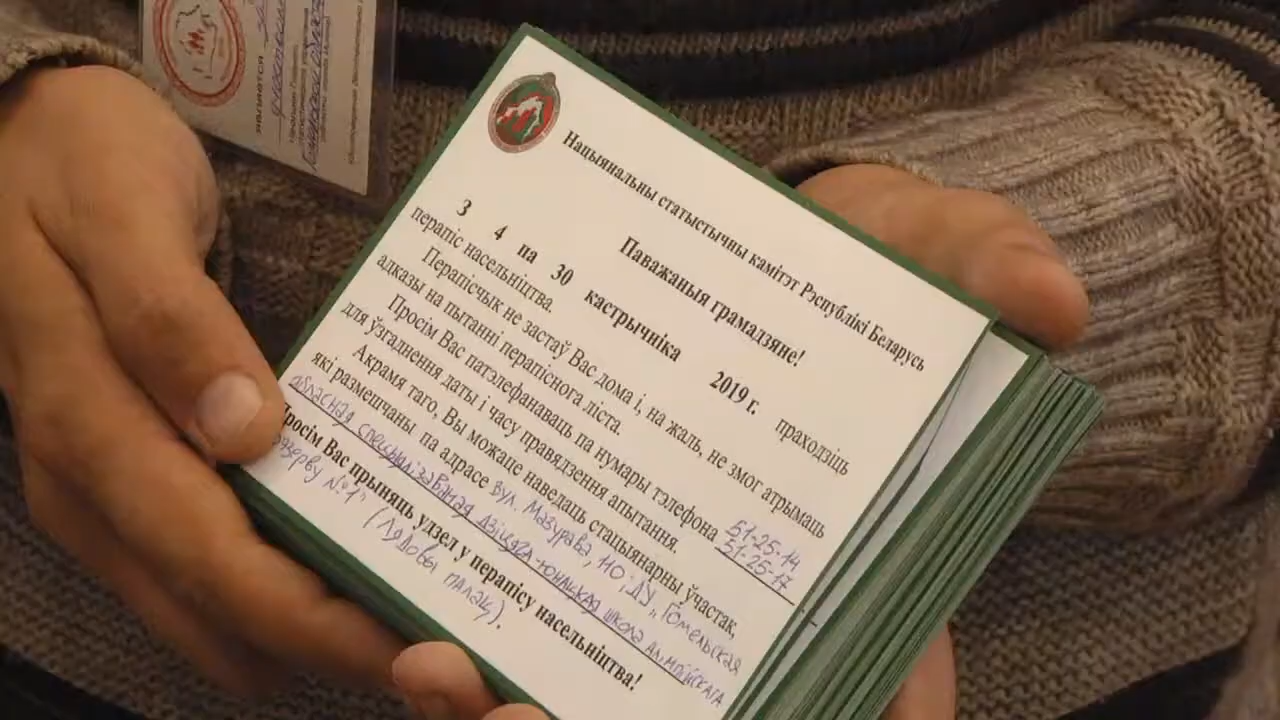 ЯВЛЯЕТСЯ
Нацыянальны статыстычны камітэт Рэспублікі Беларусь
Паважаныя грамадзяне!
З 4 па 30 кастрычніка 2019 г. праходзіць
перапіс насельніцтва.
Перапісчык не застаў Вас дома і, на жаль, не змог атрымаць
адказы на пытанні перапіснога ліста.
Просім Вас патэлефанаваць па нумары тэлефона 51-25-14
51-25-17
для ўзгаднення даты і часу правядзення апытання.
Акрамя таго, Вы можаце наведаць стацыянарны ўчастак,
які размешчаны па адрасе вул. Мазурава, 110; ДУ „Гомельская
абласная спецыялізаваная дзіцяча-юнацкая школа алімпійскага
рэзерву №1" (Лядовы палац).
Просім Вас прыняць удзел у перапісу насельніцтва!